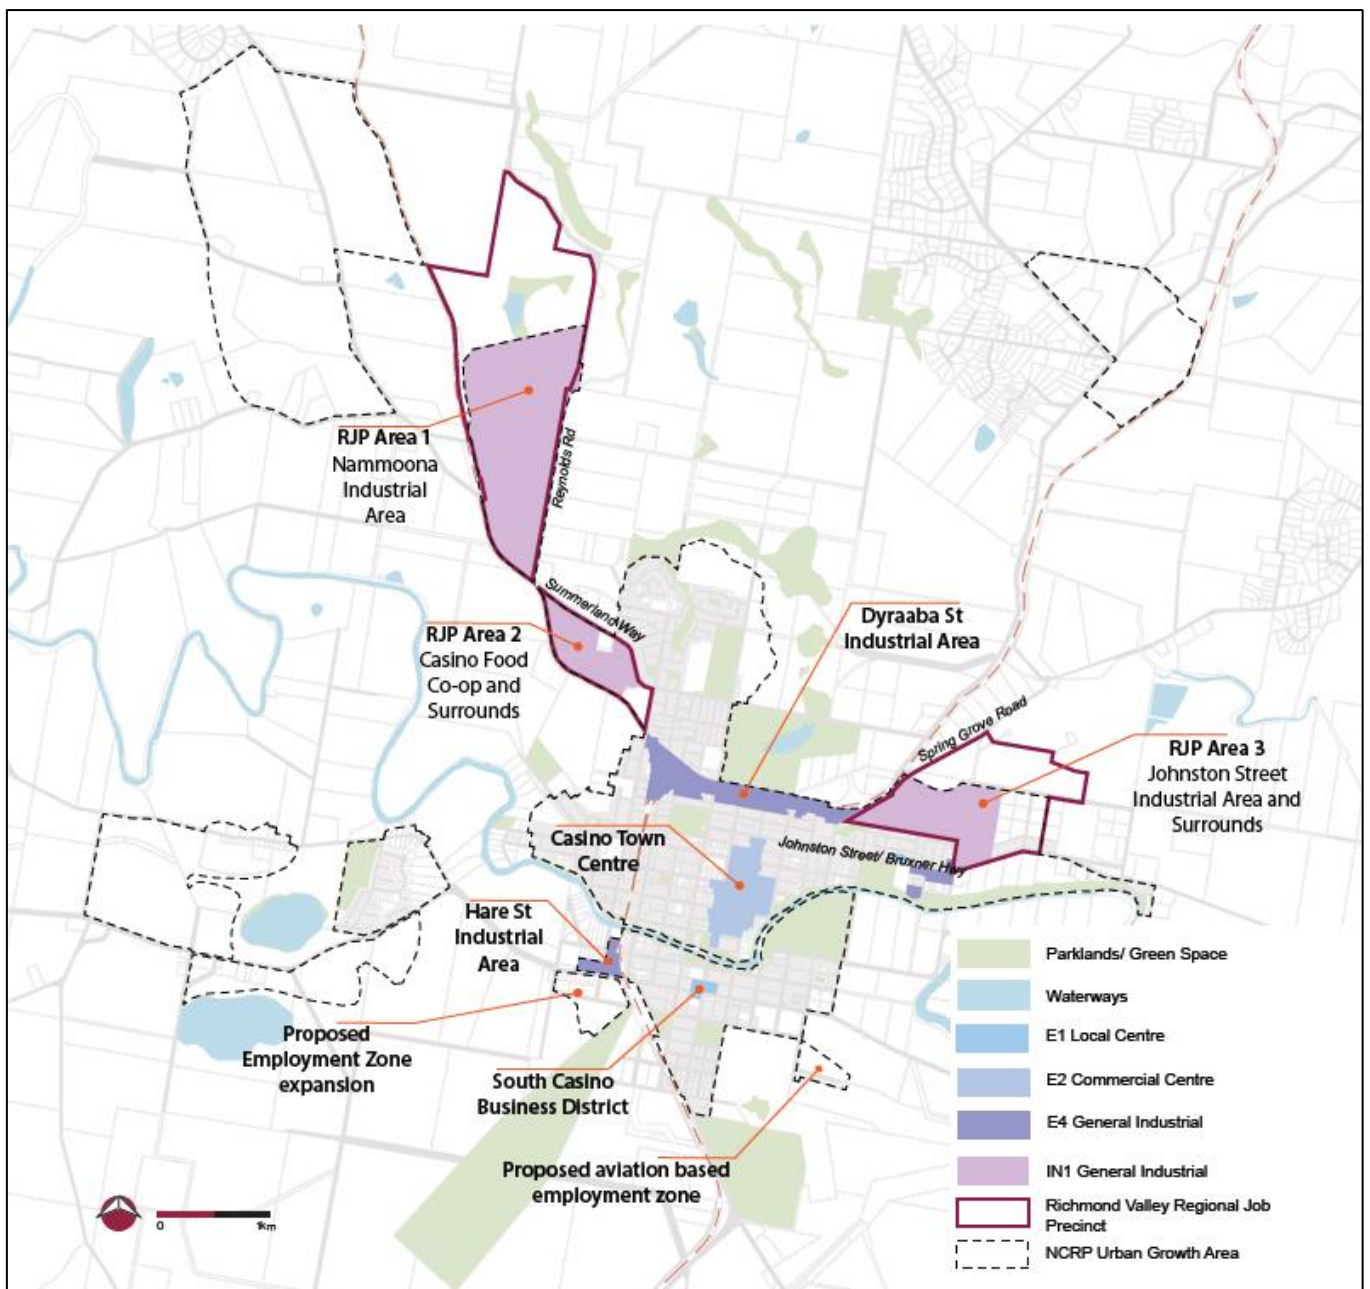 RJP Area 1
Nammoona
Industrial
Area
Reynolds Rd
Summerland Way
RJP Area 2
Casino Food
Co-op and
Surrounds
Dyraaba St
Industrial Area
Spring Grove Road
RJP Area 3
Johnston Street
Industrial Area and
Surrounds
Casino Town
Centre
Johnston Street/ Bruxner Hwy
Hare St
Industrial
Area
Proposed
Employment Zone
expansion
South Casino
Business District
Proposed aviation based
employment zone
0
1km
Parklands/ Green Space
Waterways
E1 Local Centre
E2 Commercial Centre
E4 General Industrial
IN1 General Industrial
Richmond Valley Regional Job
Precinct
NCRP Urban Growth Area